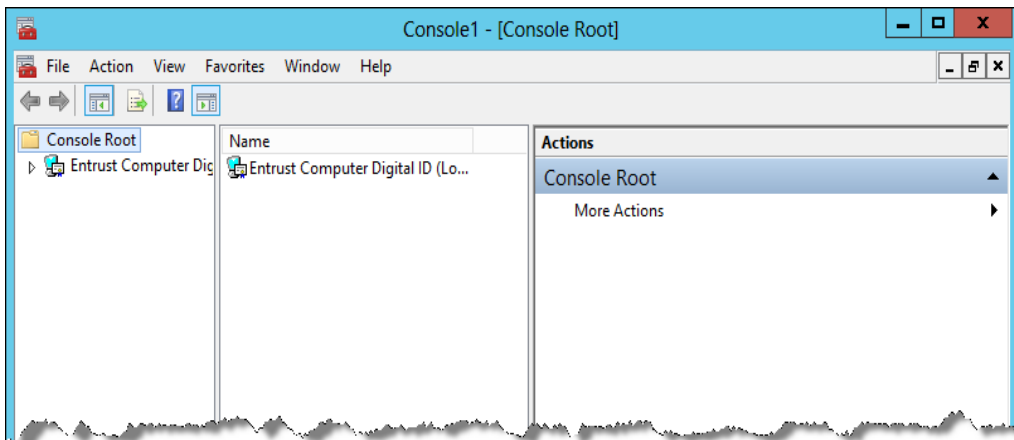 Console1 - [Console Root]
File Action View Favorites Window Help
Console Root
Entrust Computer Dig
Name
Entrust Computer Digital ID (Lo...
Actions
Console Root
More Actions